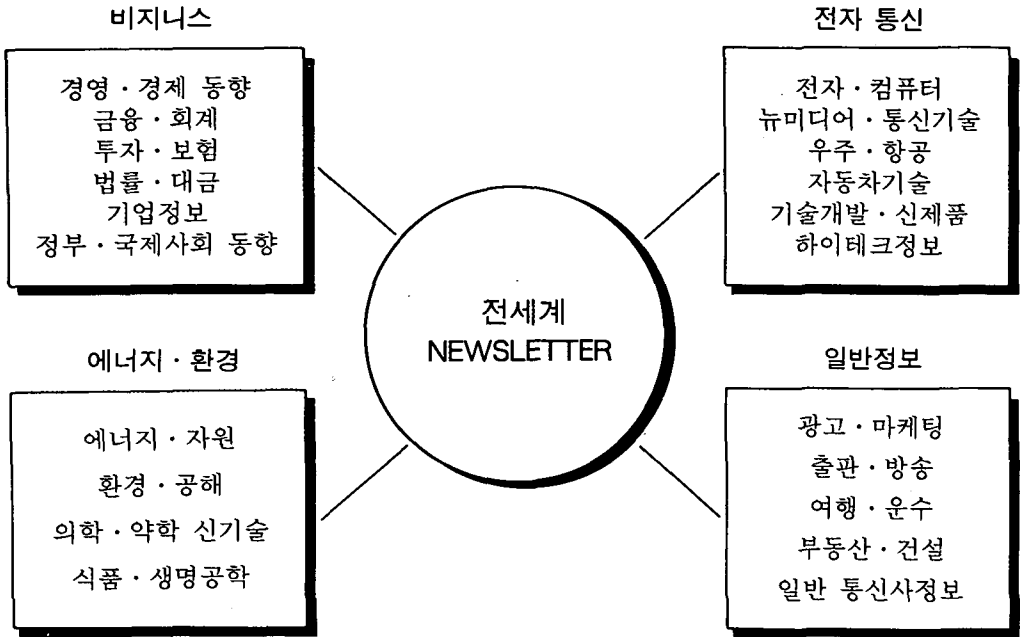 비지니스
경영·경제 동향
금융·회계
투자·보험
법률·대금
기업정보
정부·국제사회 동향
전자 통신
전자·컴퓨터
뉴미디어·통신기술
우주·항공
자동차기술
기술개발·신제품
하이테크정보
전세계
NEWSLETTER
에너지·환경
에너지·자원
환경·공해
의학·약학 신기술
식품·생명공학
일반정보
광고·마케팅
출판·방송
여행·운수
부동산·건설
일반 통신사정보